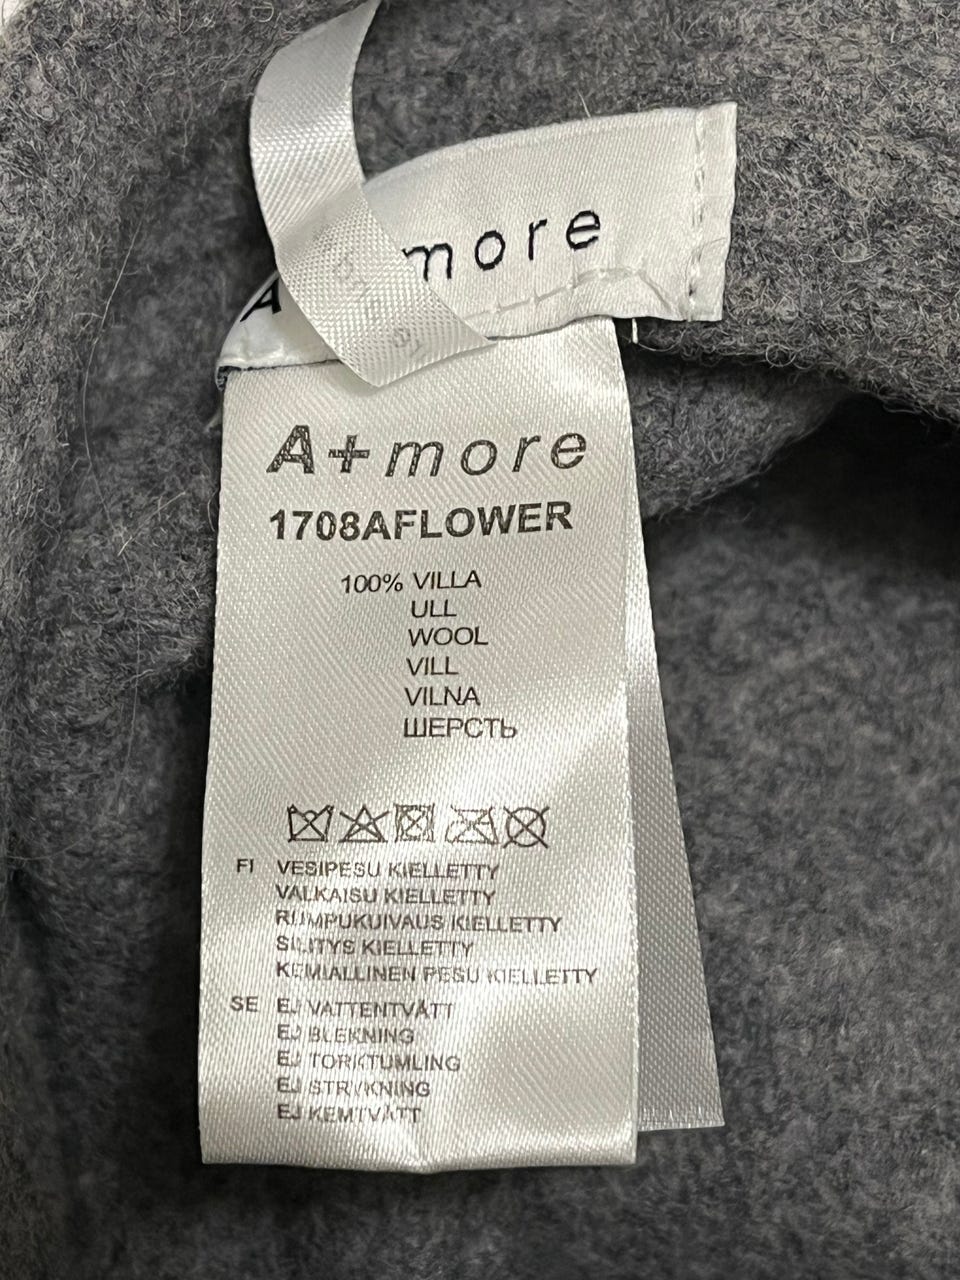 A more
A+more
1708AFLOWER
100% VILLA
ULL
WOOL
VILL
VILNA
ШЕРСТЬ
FI VESIPESU KIELLETTY
VALKAISU KIELLETTY
RUMPUKUIVAUS KIELLETTY
SILITYS KIELLETTY
KEMIALLINEN PESU KIELLETTY
SE EJ VATTENTVÄTT
EJ BLEKNING
EJ TORKTUMLING
EJ STRYKNING
EJ KEMTVÄTT